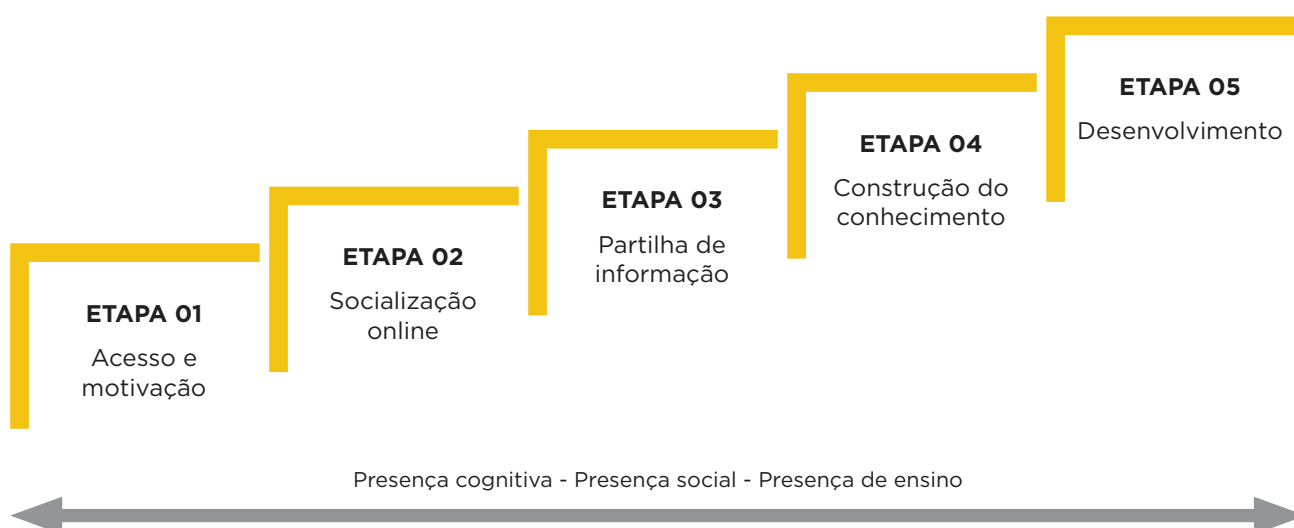 ETAPA 01
Acesso e
motivação
ETAPA 02
Socialização
online
ETAPA 03
Partilha de
informação
ETAPA 04
Construção do
conhecimento
ETAPA 05
Desenvolvimento
Presença cognitiva - Presença social - Presença de ensino